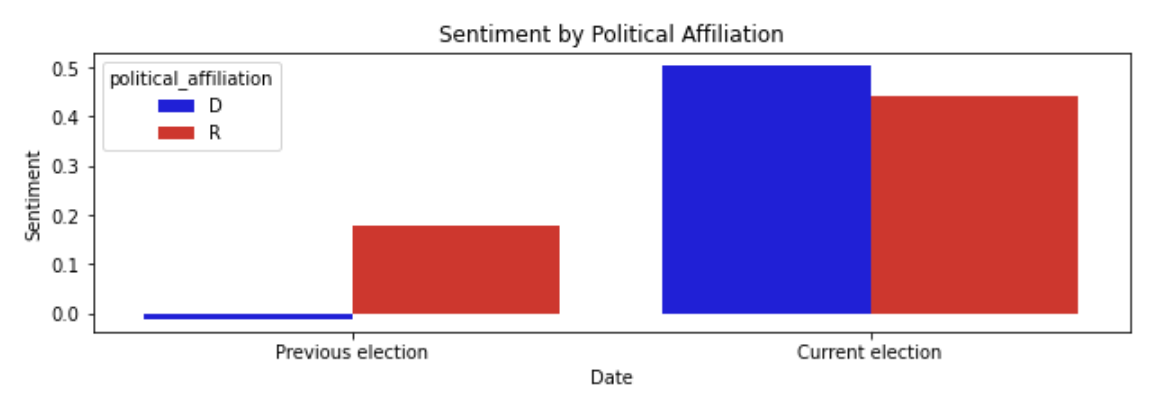 Sentiment by Political Affiliation
political_affiliation
D
R
Sentiment
0.5
0.4
0.3
0.2
0.1
0.0
Previous election
Current election
Date